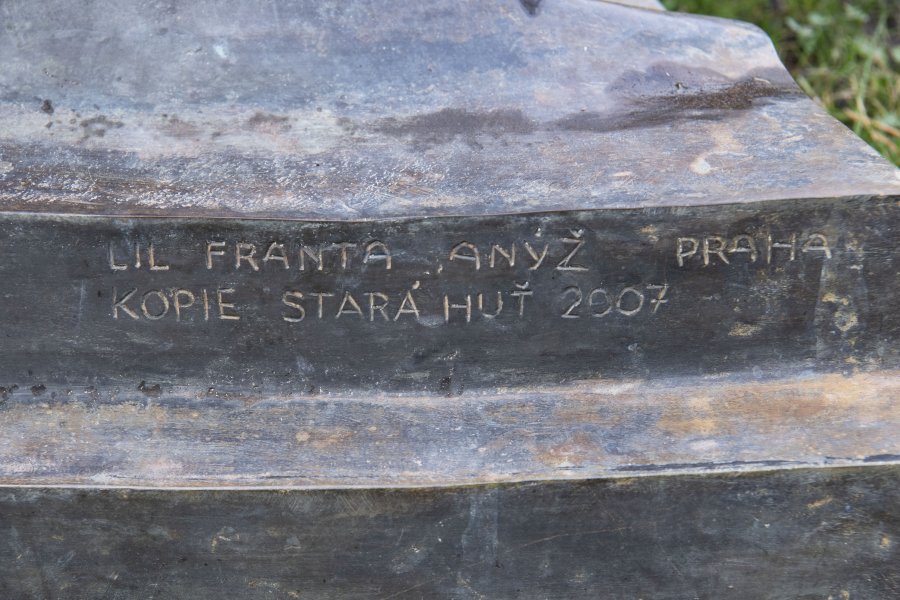 LIL FRANTA ANÝŽ PRAHA
KOPIE STARÁ HUŤ 2007